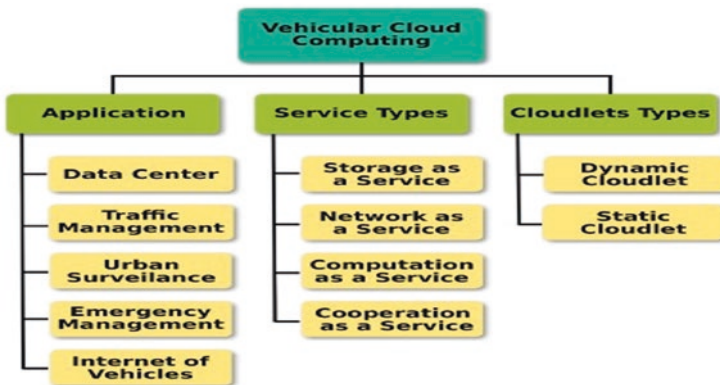 Vehicular Cloud
Computing
Application
Service Types
Cloudlets Types
Data Center
Traffic
Management
Urban
Surveilance
Emergency
Management
Internet of
Vehicles
Storage as
a Service
Network as
a Service
Computation
as a Service
Cooperation
as a Service
Dynamic
Cloudlet
Static
Cloudlet